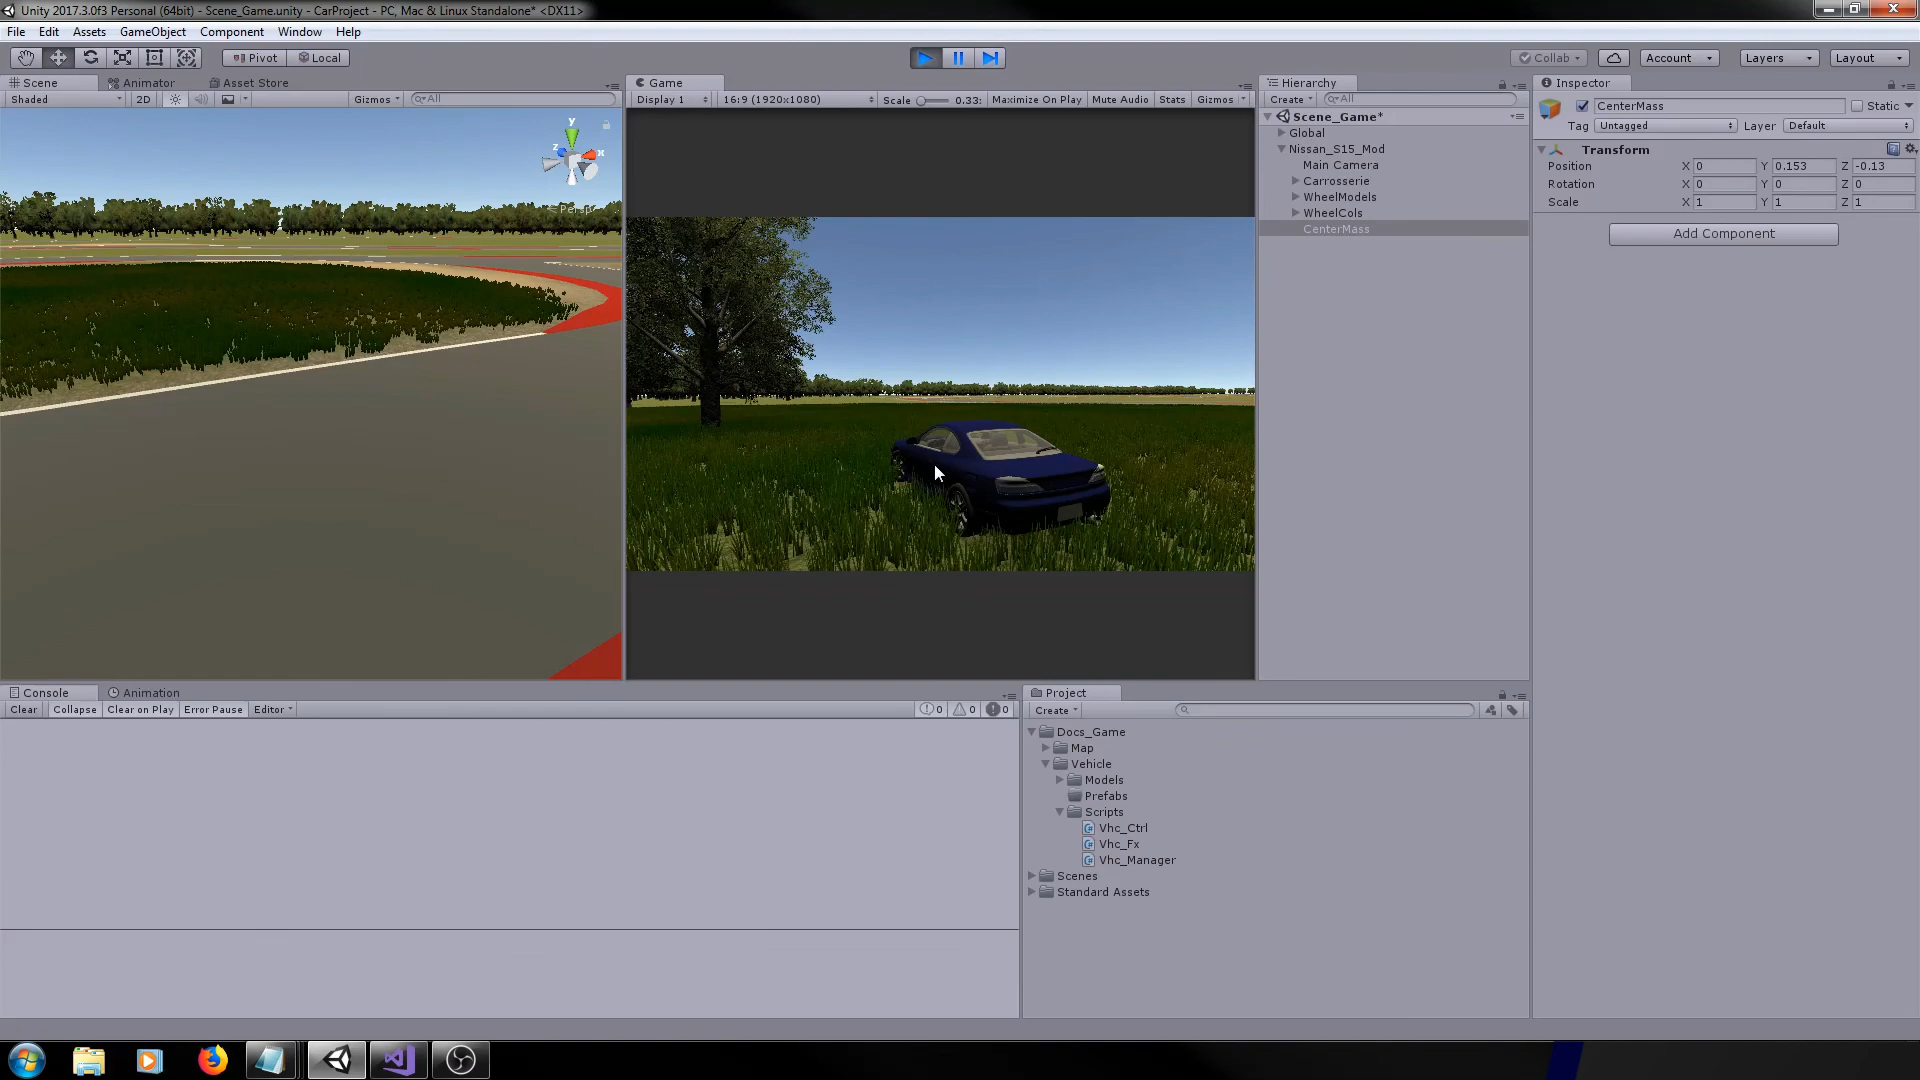 Unity 2017.3.0f3 Personal (64bit) - Scene_Game.unity - CarProject - PC, Mac & Linux Standalone* <DX11>
File Edit Assets GameObject Component Window Help
Pivot Local Collab Account Layers Layout
Scene Animator Asset Store
Shaded 2D Gizmos All
y
z x
Persp
Game
Display 1 16:9 (1920x1080) Scale 0.33: Maximize On Play Mute Audio Stats Gizmos
Hierarchy
Create All
Scene_Game*
Global
Nissan_S15_Mod
Main Camera
Carrosserie
WheelModels
WheelCols
CenterMass
Inspector
CenterMass Static
Tag Untagged Layer Default
Transform
Position X 0 Y 0.153 Z -0.13
Rotation X 0 Y 0 Z 0
Scale X 1 Y 1 Z 1
Add Component
Console Animation
Clear Collapse Clear on Play Error Pause Editor 0 0 0
Project
Create
Docs_Game
Map
Vehicle
Models
Prefabs
Scripts
Vhc_Ctrl
Vhc_Fx
Vhc_Manager
Scenes
Standard Assets